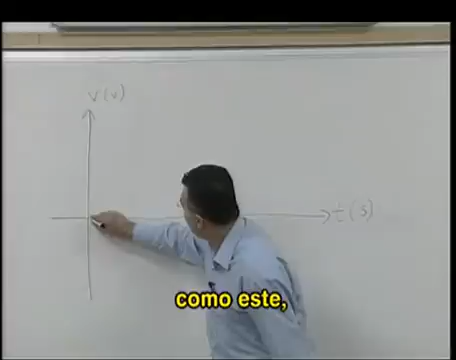 v(v)
t(s)
como este,